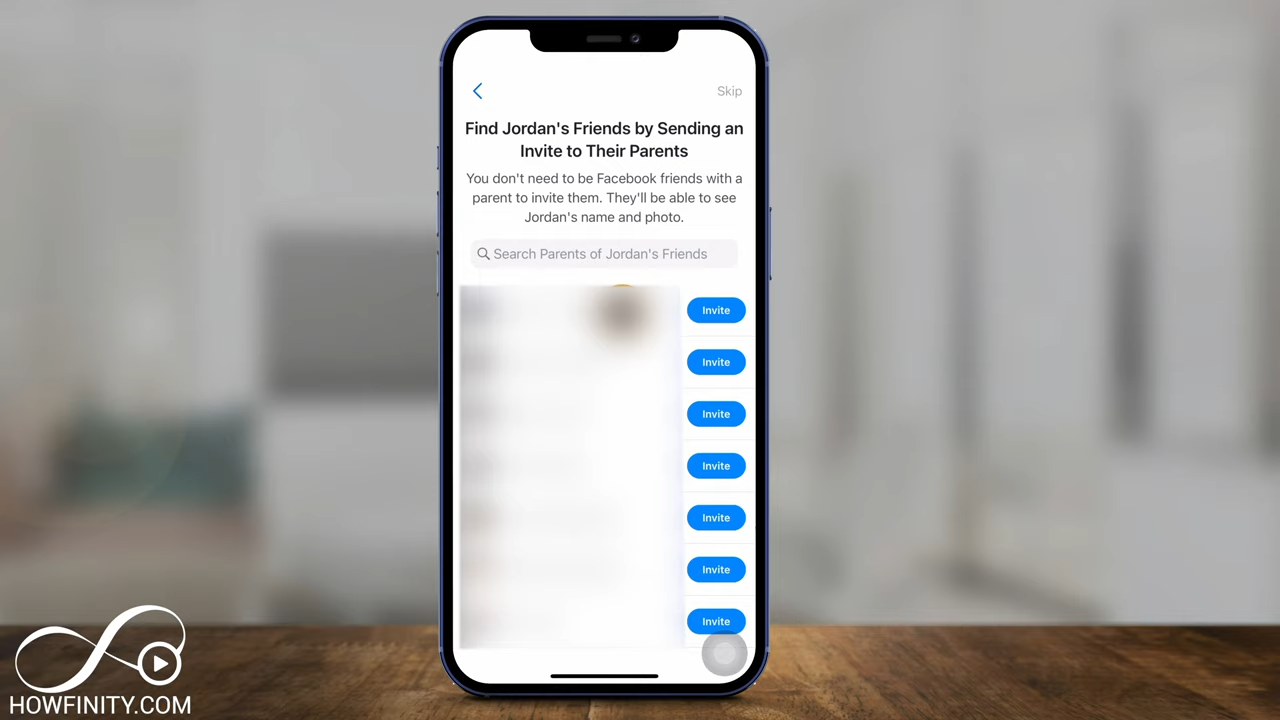 Skip
Find Jordan's Friends by Sending an
Invite to Their Parents
You don't need to be Facebook friends with a
parent to invite them. They'll be able to see
Jordan's name and photo.
Search Parents of Jordan's Friends
Invite
Invite
Invite
Invite
Invite
Invite
Invite
HOWFINITY.COM